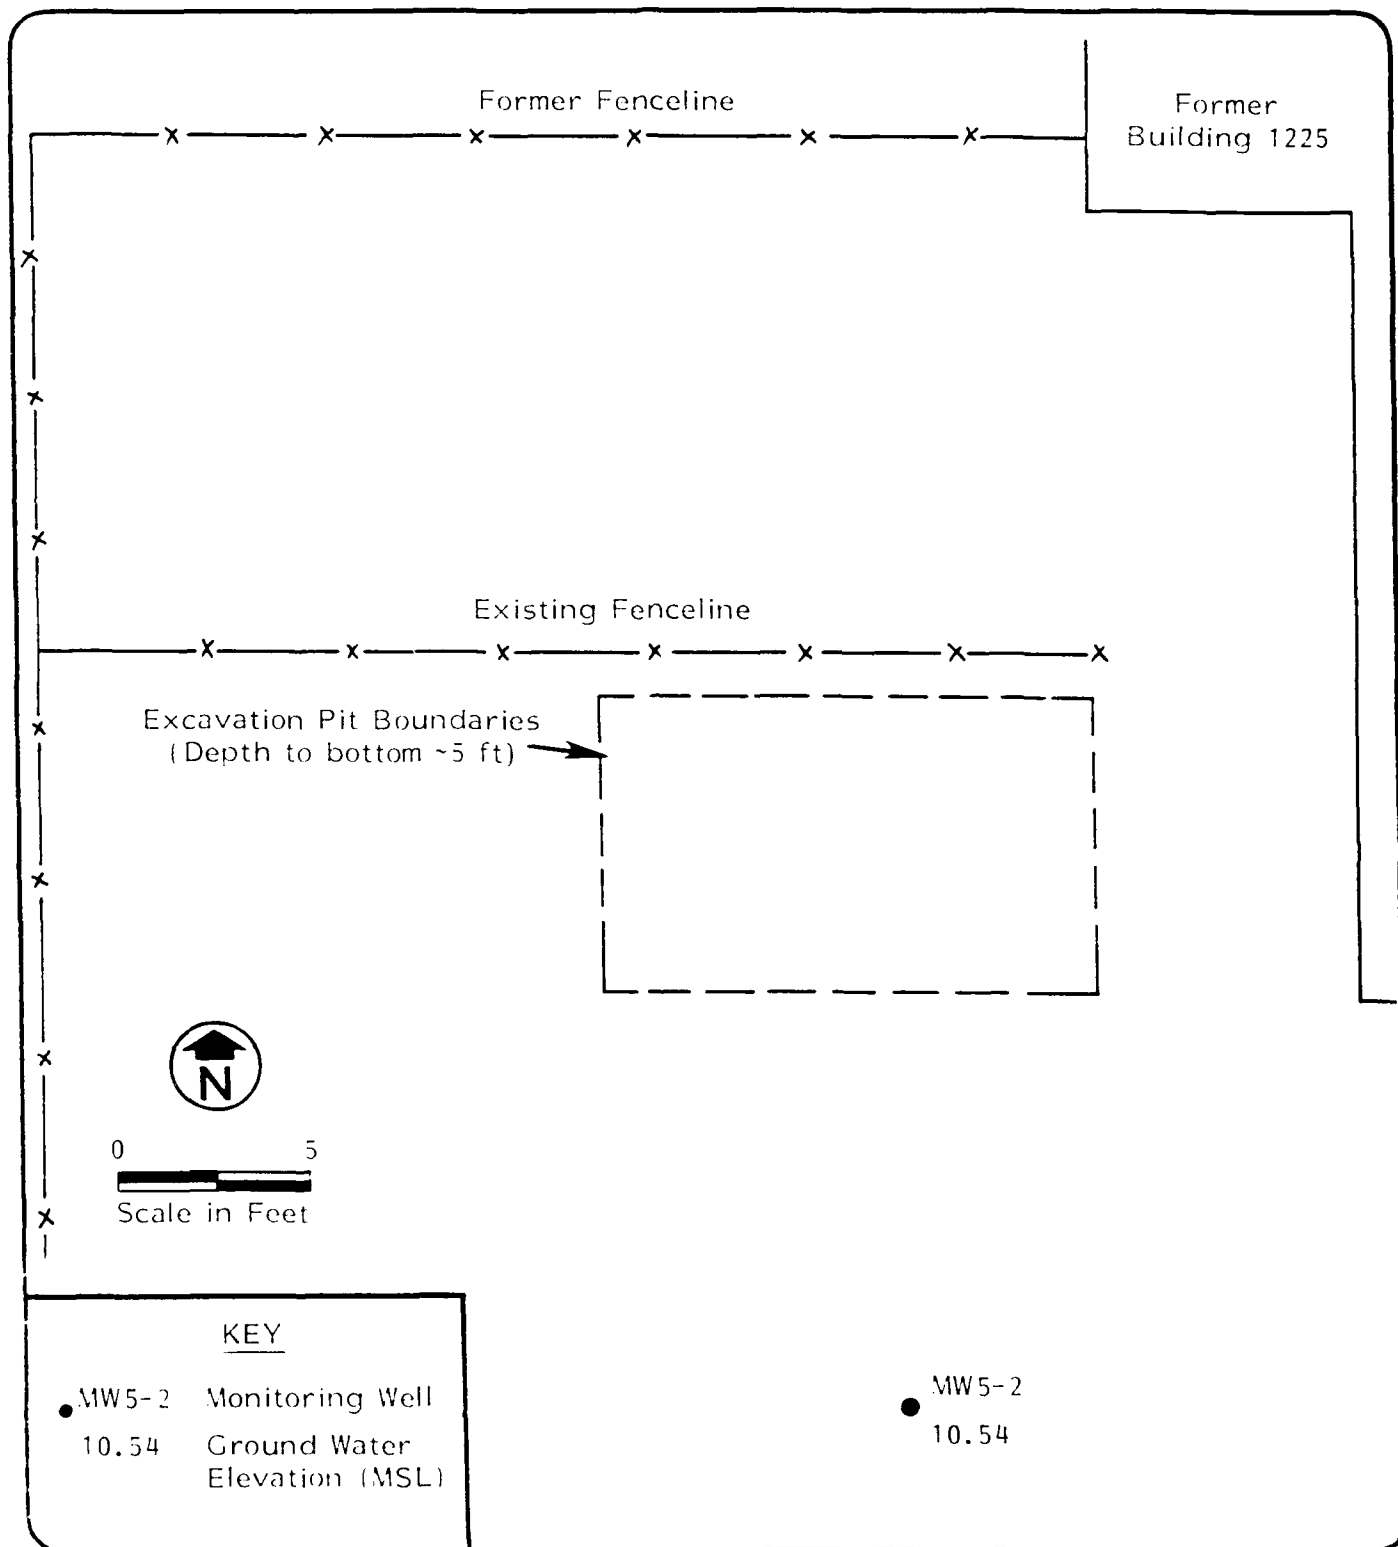 Former Fenceline
Former
Building 1225
Existing Fenceline
Excavation Pit Boundaries
(Depth to bottom ~5 ft)
N
0 5
Scale in Feet
KEY
MW5-2 Monitoring Well
10.54 Ground Water
Elevation (MSL)
MW5-2
10.54